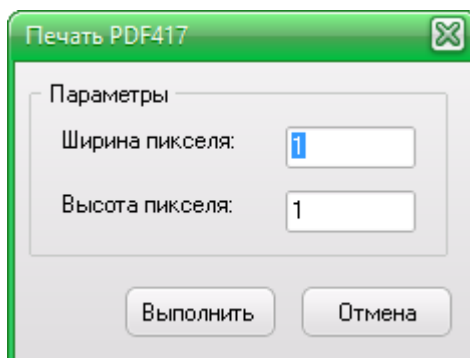 Печать PDF417
Параметры
Ширина пикселя: 1
Высота пикселя: 1
Выполнить Отмена